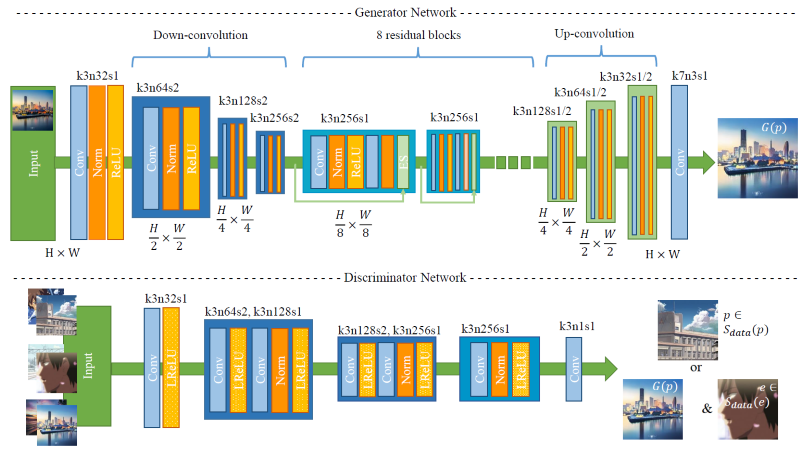 Generator Network
Down-convolution
8 residual blocks
Up-convolution
k3n32s1
k3n64s2
k3n128s2
k3n256s2
k3n256s1
k3n256s1
k3n128s1/2
k3n64s1/2
k3n32s1/2
k7n3s1
Input
Conv
Norm
ReLU
Conv
Norm
ReLU
Conv
Norm
ReLU
ES
Conv
G(p)
H × W
H/2 × W/2
H/4 × W/4
H/8 × W/8
H/4 × W/4
H/2 × W/2
H × W
Discriminator Network
k3n32s1
k3n64s2, k3n128s1
k3n128s2, k3n256s1
k3n256s1
k3n1s1
Input
Conv
LReLU
Conv
LReLU
Conv
Norm
LReLU
Conv
LReLU
Conv
Norm
LReLU
Conv
Norm
LReLU
Conv
p ∈
S_data(p)
or
G(p)
&
e ∈
S_data(e)